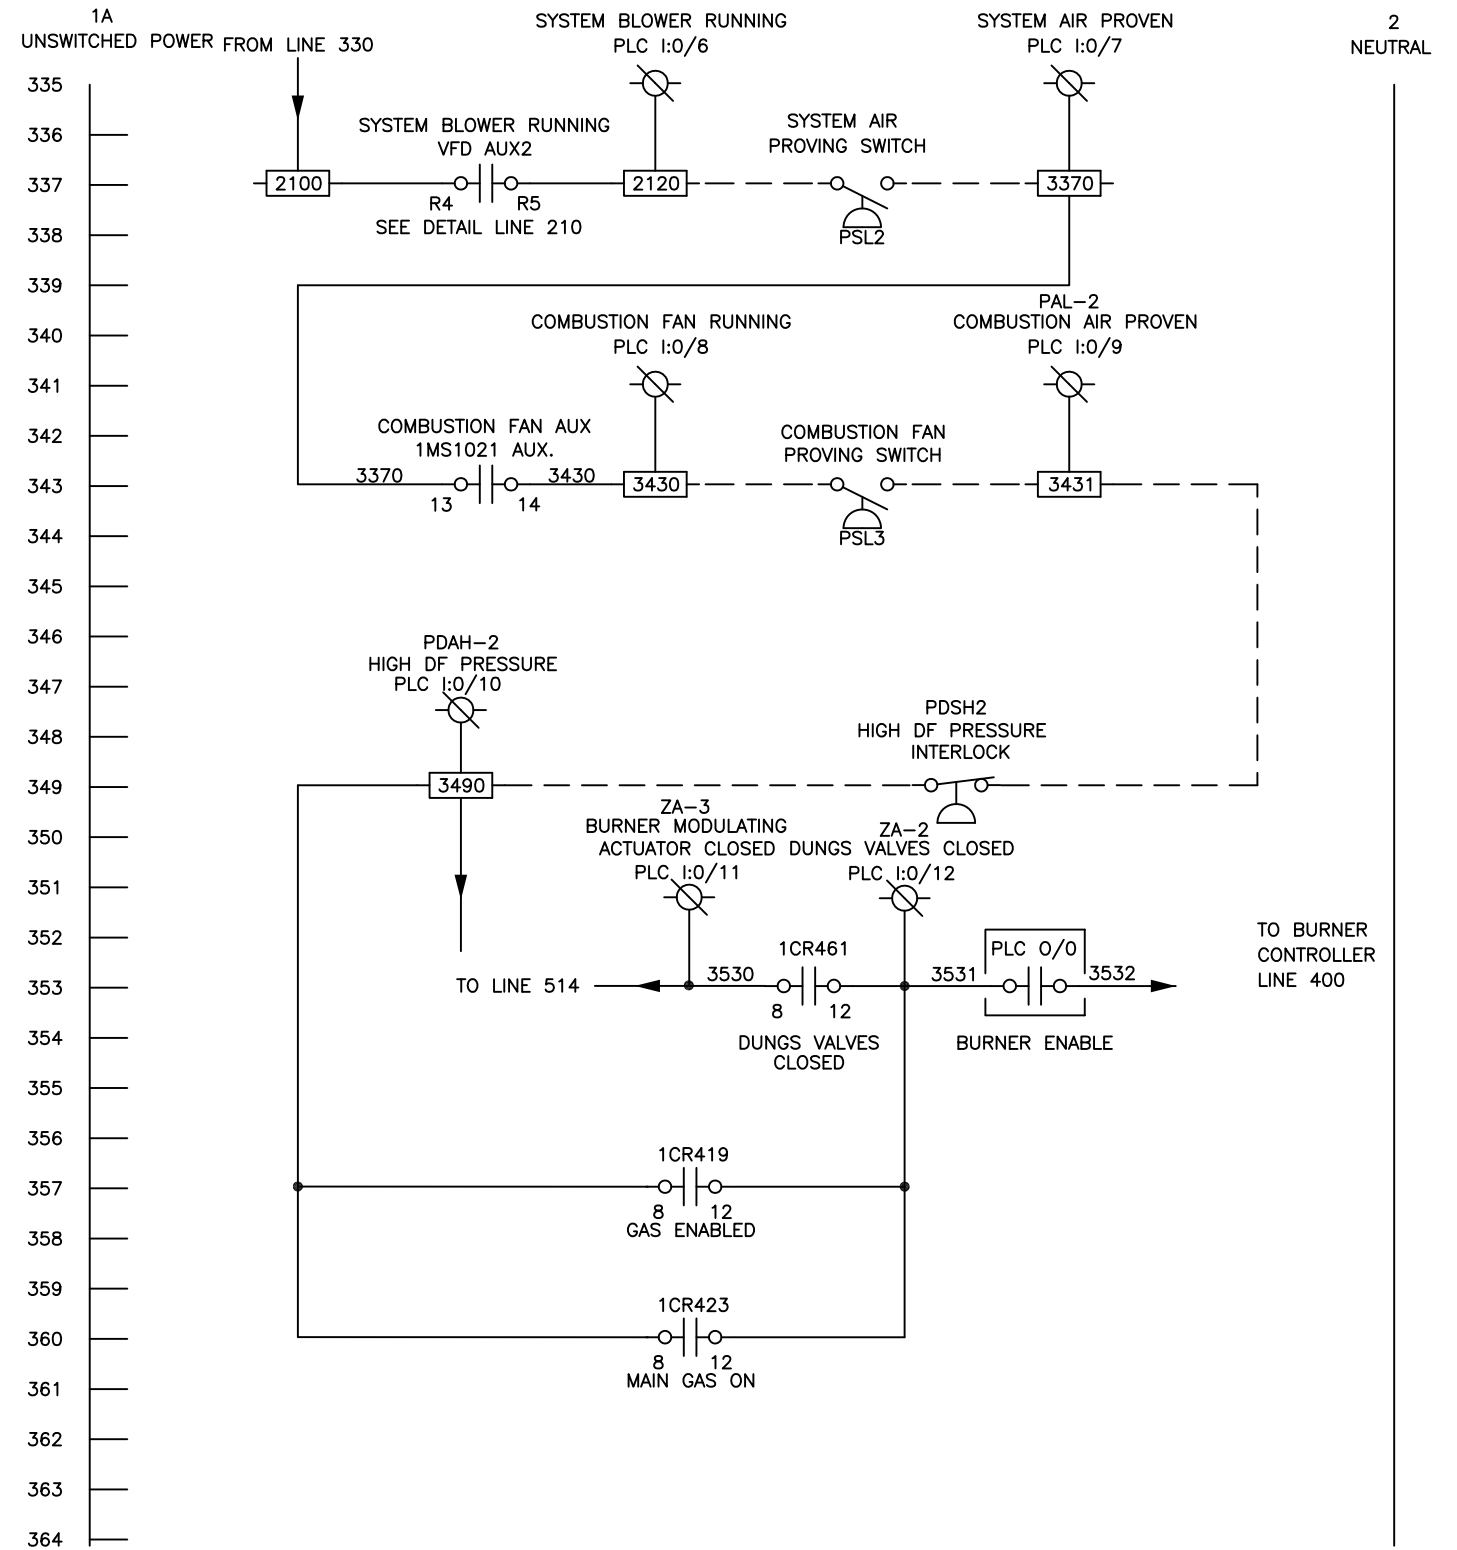 1A
UNSWITCHED POWER
FROM LINE 330
SYSTEM BLOWER RUNNING
PLC I:0/6
SYSTEM AIR PROVEN
PLC I:0/7
2
NEUTRAL
335
336
SYSTEM BLOWER RUNNING
VFD AUX2
SYSTEM AIR
PROVING SWITCH
337
2100
R4
R5
2120
3370
SEE DETAIL LINE 210
PSL2
338
339
PAL-2
340
COMBUSTION FAN RUNNING
PLC I:0/8
COMBUSTION AIR PROVEN
PLC I:0/9
341
342
COMBUSTION FAN AUX
1MS1021 AUX.
COMBUSTION FAN
PROVING SWITCH
343
3370
13
14
3430
3430
3431
PSL3
344
345
346
PDAH-2
HIGH DF PRESSURE
PLC I:0/10
347
PDSH2
HIGH DF PRESSURE
INTERLOCK
348
349
3490
ZA-3
BURNER MODULATING
ACTUATOR CLOSED
PLC I:0/11
ZA-2
DUNGS VALVES CLOSED
PLC I:0/12
350
351
352
1CR461
PLC O/0
TO BURNER
CONTROLLER
LINE 400
353
TO LINE 514
3530
8
12
3531
3532
354
DUNGS VALVES
CLOSED
BURNER ENABLE
355
356
1CR419
357
8
12
GAS ENABLED
358
359
1CR423
360
8
12
MAIN GAS ON
361
362
363
364